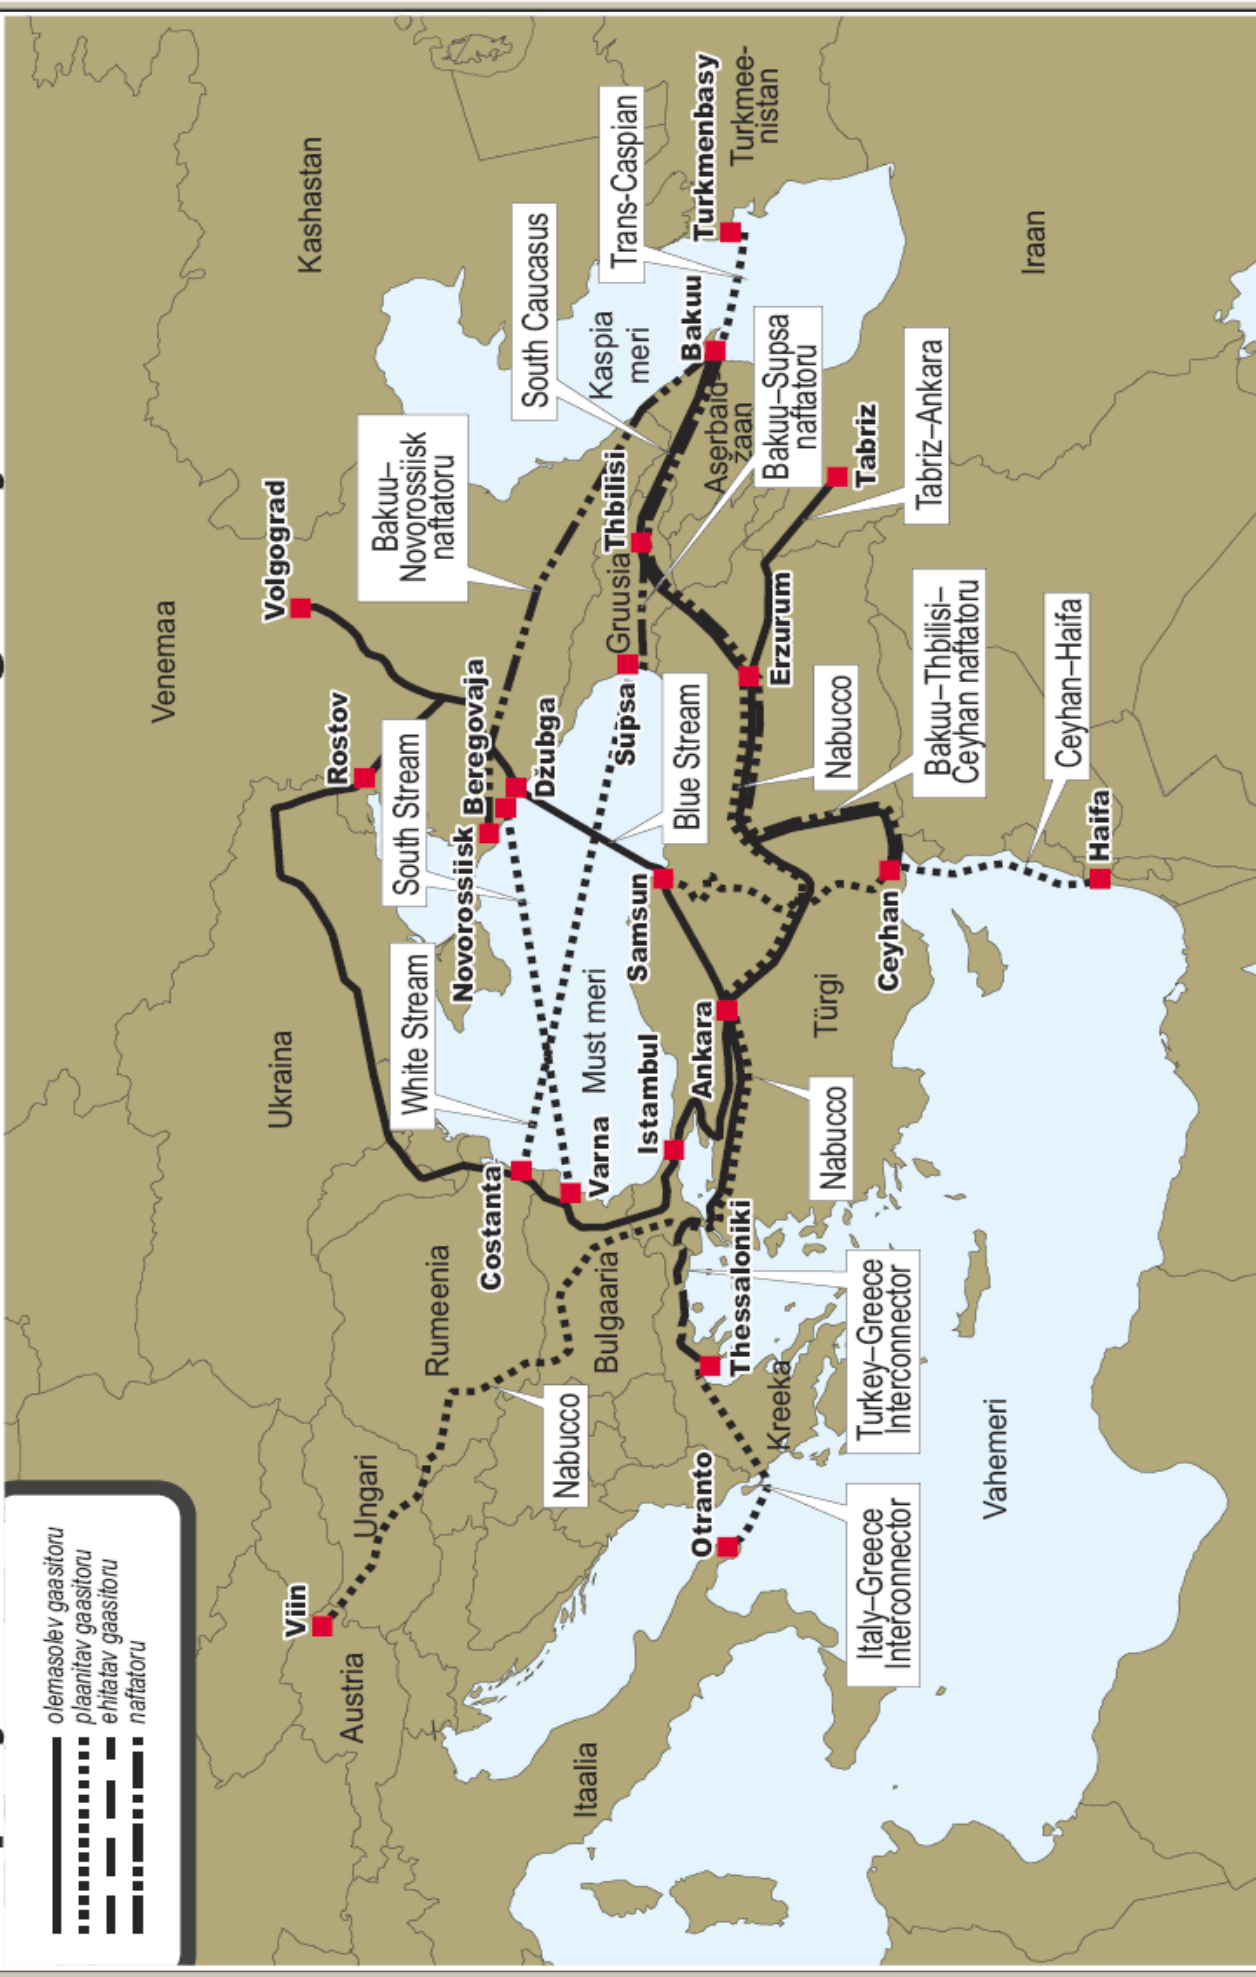 olemasolev gaasitoru
plaanitav gaasitoru
ehitatav gaasitoru
naftatoru
Venemaa
Kashastan
Volgograd
Ukraina
Viin
Rostov
Austria
Ungari
Bakuu–
Novorossiisk
naftatoru
White Stream
South Stream
Rumeenia
Novorossiisk
Beregovaja
Costanta
Džubga
South Caucasus
Nabucco
Itaalia
Bulgaaria
Varna
Must meri
Kaspia
meri
Thbilisi
Gruusia
Supsa
Trans-Caspian
Samsun
Istambul
Blue Stream
Bakuu
Turkmenbasy
Otranto
Ankara
Aserbaid-
žaan
Turkmee-
nistan
Thessaloniki
Kreeka
Erzurum
Bakuu–Supsa
naftatoru
Türgi
Nabucco
Nabucco
Tabriz
Italy–Greece
Interconnector
Turkey–Greece
Interconnector
Ceyhan
Bakuu–Thbilisi–
Ceyhan naftatoru
Tabriz–Ankara
Vahemeri
Iraan
Ceyhan–Haifa
Haifa